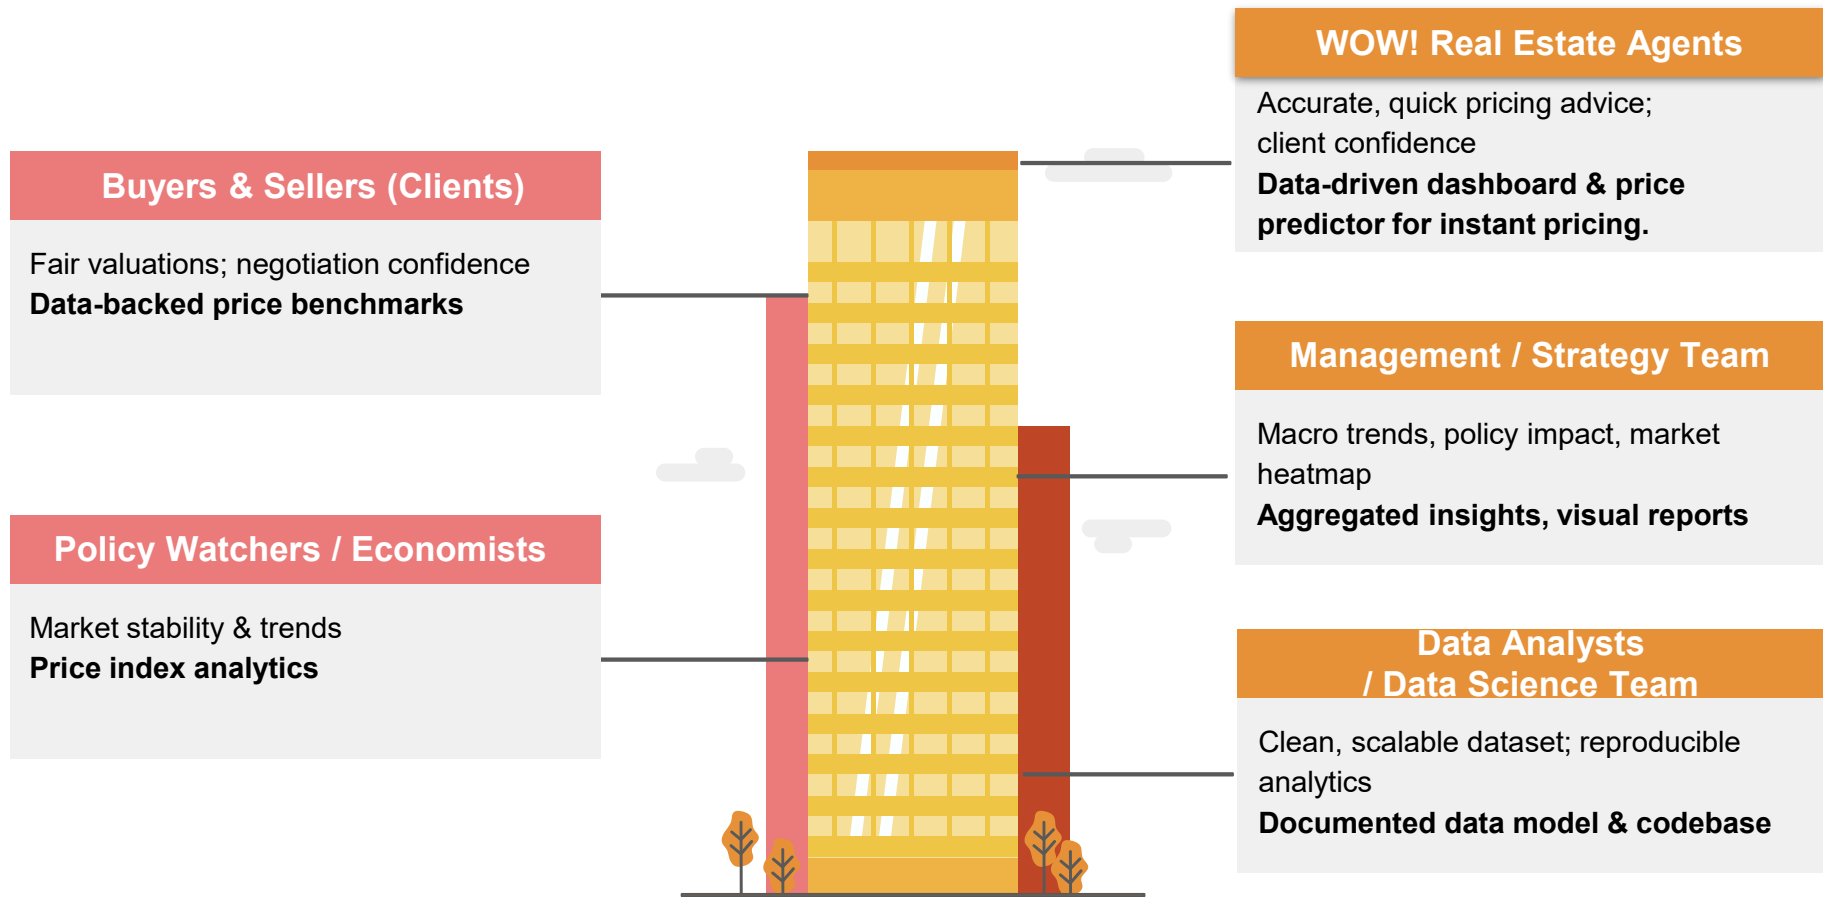 Buyers & Sellers (Clients)
Fair valuations; negotiation confidence
Data-backed price benchmarks
Policy Watchers / Economists
Market stability & trends
Price index analytics
WOW! Real Estate Agents
Accurate, quick pricing advice;
client confidence
Data-driven dashboard & price
predictor for instant pricing.
Management / Strategy Team
Macro trends, policy impact, market
heatmap
Aggregated insights, visual reports
Data Analysts
/ Data Science Team
Clean, scalable dataset; reproducible
analytics
Documented data model & codebase